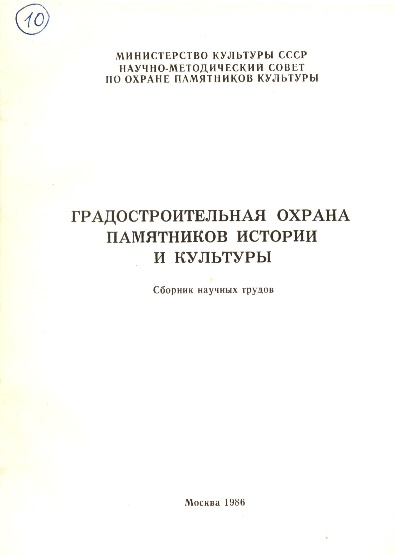 10
МИНИСТЕРСТВО КУЛЬТУРЫ СССР
НАУЧНО-МЕТОДИЧЕСКИЙ СОВЕТ
ПО ОХРАНЕ ПАМЯТНИКОВ КУЛЬТУРЫ
ГРАДОСТРОИТЕЛЬНАЯ ОХРАНА
ПАМЯТНИКОВ ИСТОРИИ
И КУЛЬТУРЫ
Сборник научных трудов
Москва 1986